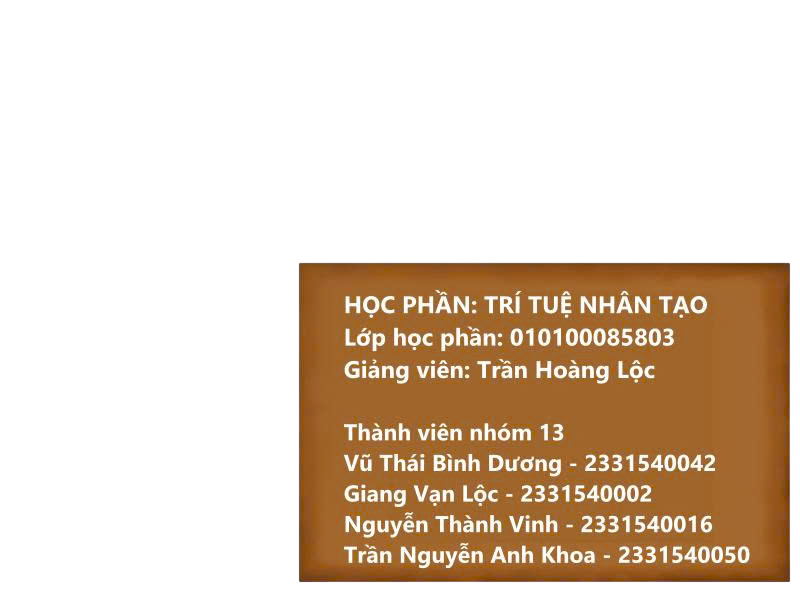 HỌC PHẦN: TRÍ TUỆ NHÂN TẠO
Lớp học phần: 010100085803
Giảng viên: Trần Hoàng Lộc
Thành viên nhóm 13
Vũ Thái Bình Dương - 2331540042
Giang Vạn Lộc - 2331540002
Nguyễn Thành Vinh - 2331540016
Trần Nguyễn Anh Khoa - 2331540050